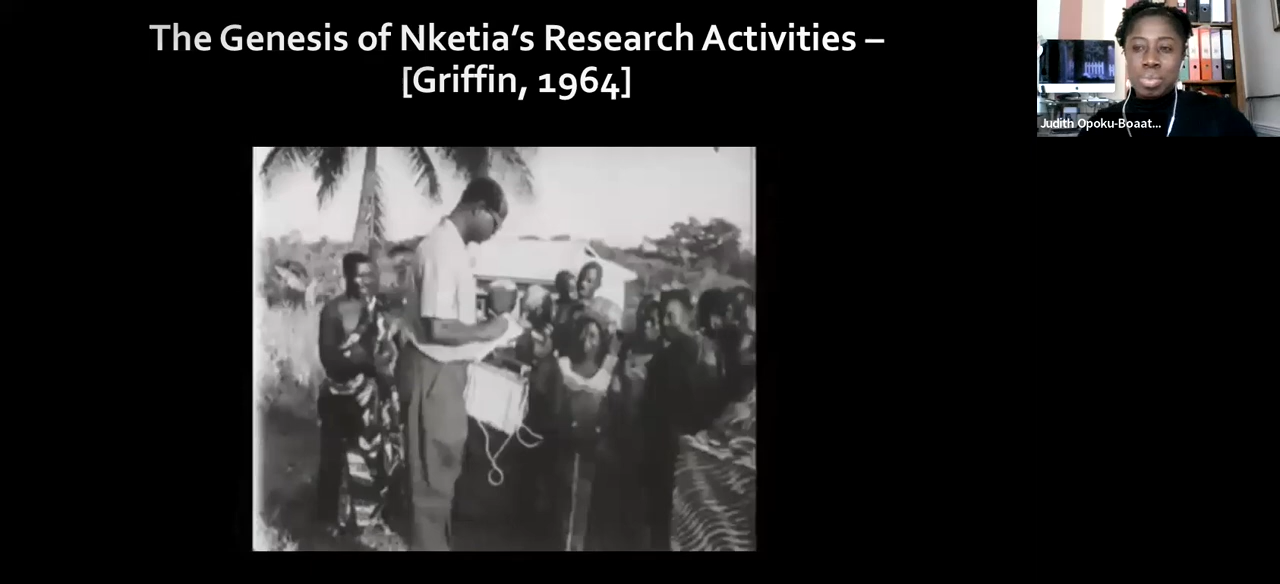 The Genesis of Nketia's Research Activities –
[Griffin, 1964]
Judith Opoku-Boaat...